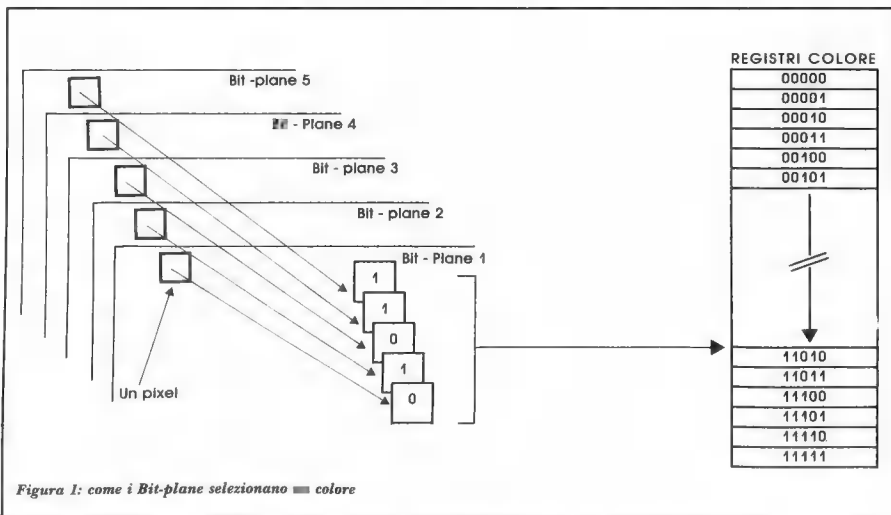 REGISTRI COLORE
00000
00001
00010
00011
00100
00101
Bit -plane 5
- Plane 4
Bit - plane 3
Bit - plane 2
Bit - Plane 1
1
1
0
1
0
Un pixel
11010
11011
11100
11101
11110
11111
Figura 1: come i Bit-plane selezionano colore